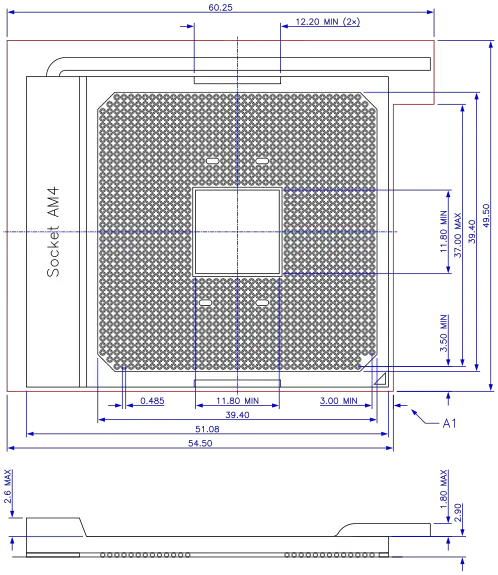 60.25
12.20 MIN (2×)
Socket AM4
11.80 MIN
37.00 MAX
39.40
49.50
3.50 MIN
0.485
11.80 MIN
3.00 MIN
39.40
A1
51.08
54.50
2.6 MAX
1.80 MAX
2.90